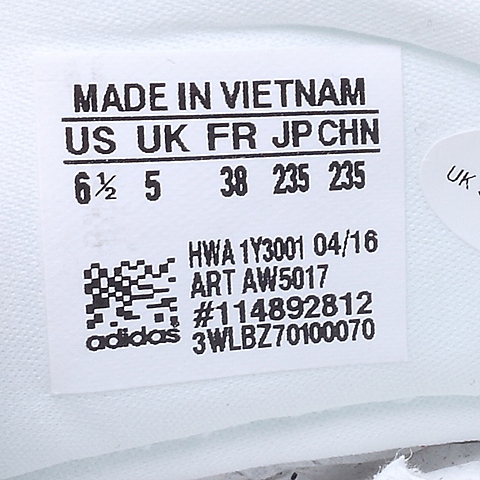 MADE IN VIETNAM
US UK FR JP CHN
6½ 5 38 235 235
HWA 1Y3001 04/16
ART AW5017
#114892812
3WLBZ70100070
adidas
UK